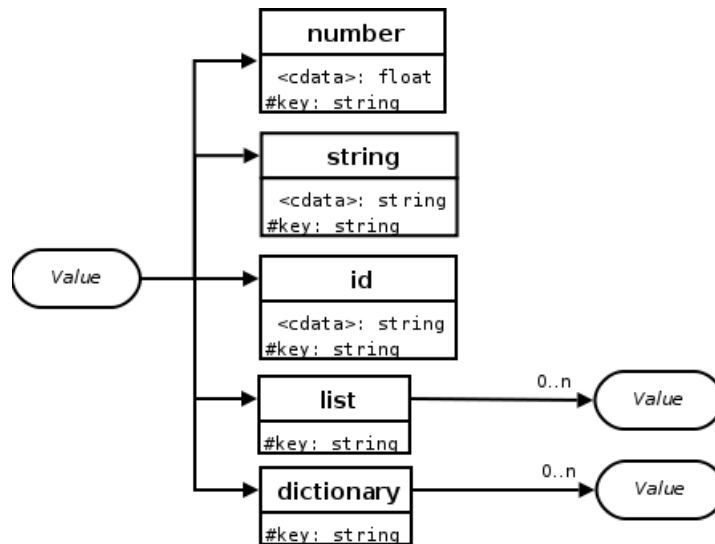 number
<cdata>: float
#key: string
string
<cdata>: string
#key: string
Value
id
<cdata>: string
#key: string
list
#key: string
0..n
Value
dictionary
#key: string
0..n
Value